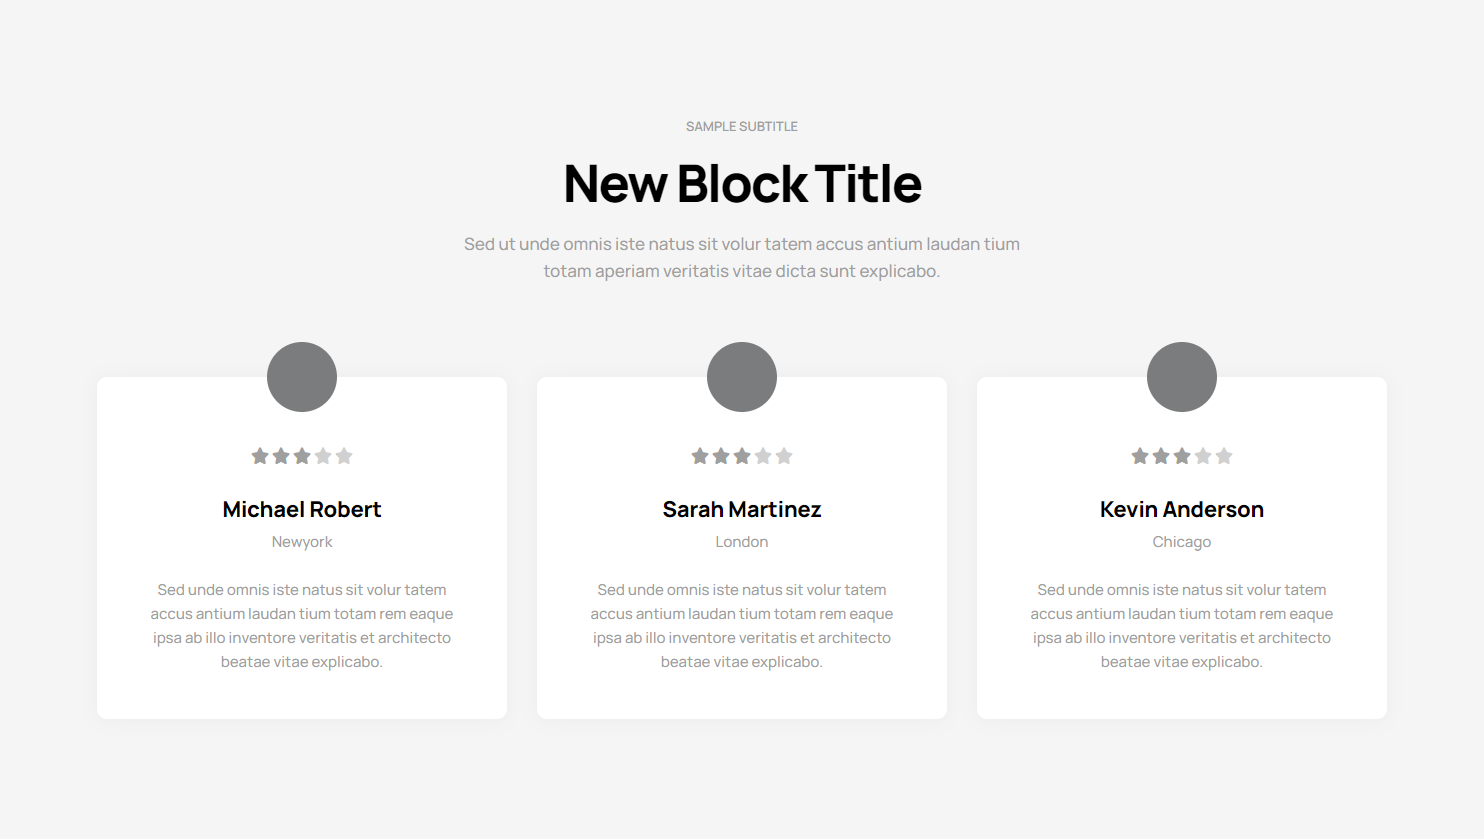 SAMPLE SUBTITLE
New Block Title
Sed ut unde omnis iste natus sit volur tatem accus antium laudan tium
totam aperiam veritatis vitae dicta sunt explicabo.
Michael Robert
Newyork
Sed unde omnis iste natus sit volur tatem
accus antium laudan tium totam rem eaque
ipsa ab illo inventore veritatis et architecto
beatae vitae explicabo.
Sarah Martinez
London
Sed unde omnis iste natus sit volur tatem
accus antium laudan tium totam rem eaque
ipsa ab illo inventore veritatis et architecto
beatae vitae explicabo.
Kevin Anderson
Chicago
Sed unde omnis iste natus sit volur tatem
accus antium laudan tium totam rem eaque
ipsa ab illo inventore veritatis et architecto
beatae vitae explicabo.